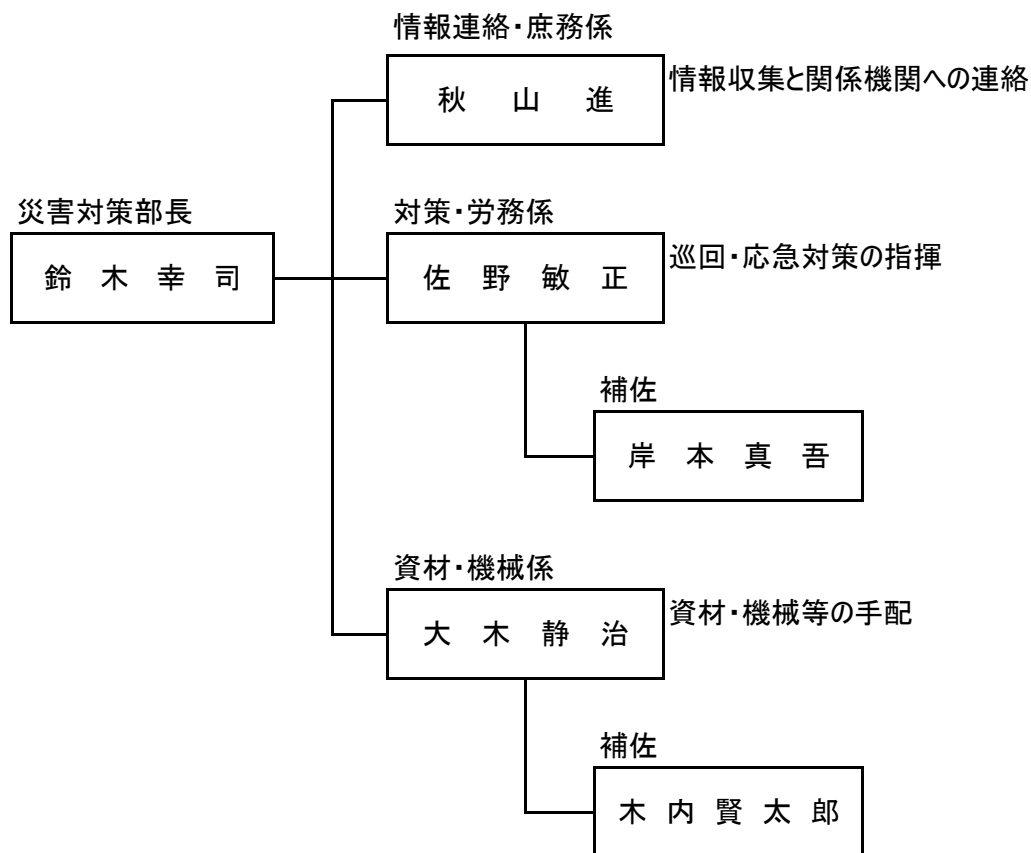 情報連絡・庶務係
秋山進
情報収集と関係機関への連絡
災害対策部長
鈴木幸司
対策・労務係
佐野敏正
巡回・応急対策の指揮
補佐
岸本真吾
資材・機械係
大木静治
資材・機械等の手配
補佐
木内賢太郎